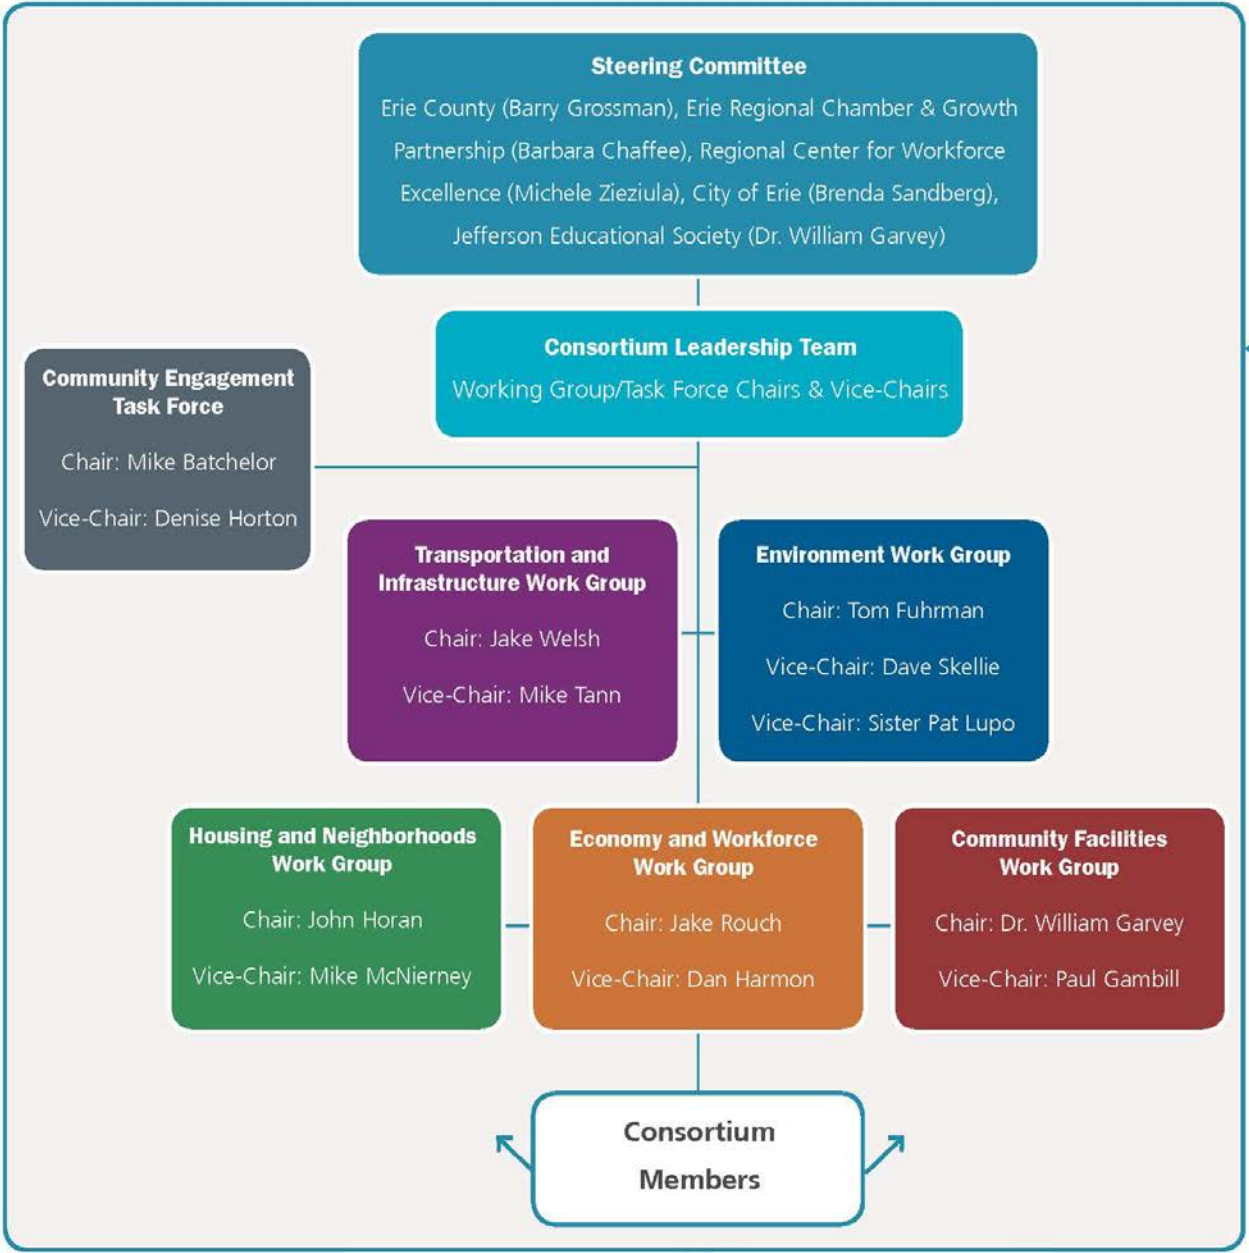 Steering Committee
Erie County (Barry Grossman), Erie Regional Chamber & Growth
Partnership (Barbara Chaffee), Regional Center for Workforce
Excellence (Michele Zieziula), City of Erie (Brenda Sandberg),
Jefferson Educational Society (Dr. William Garvey)
Consortium Leadership Team
Working Group/Task Force Chairs & Vice-Chairs
Community Engagement
Task Force
Chair: Mike Batchelor
Vice-Chair: Denise Horton
Transportation and
Infrastructure Work Group
Chair: Jake Welsh
Vice-Chair: Mike Tann
Environment Work Group
Chair: Tom Fuhrman
Vice-Chair: Dave Skellie
Vice-Chair: Sister Pat Lupo
Housing and Neighborhoods
Work Group
Chair: John Horan
Vice-Chair: Mike McNierney
Economy and Workforce
Work Group
Chair: Jake Rouch
Vice-Chair: Dan Harmon
Community Facilities
Work Group
Chair: Dr. William Garvey
Vice-Chair: Paul Gambill
Consortium
Members